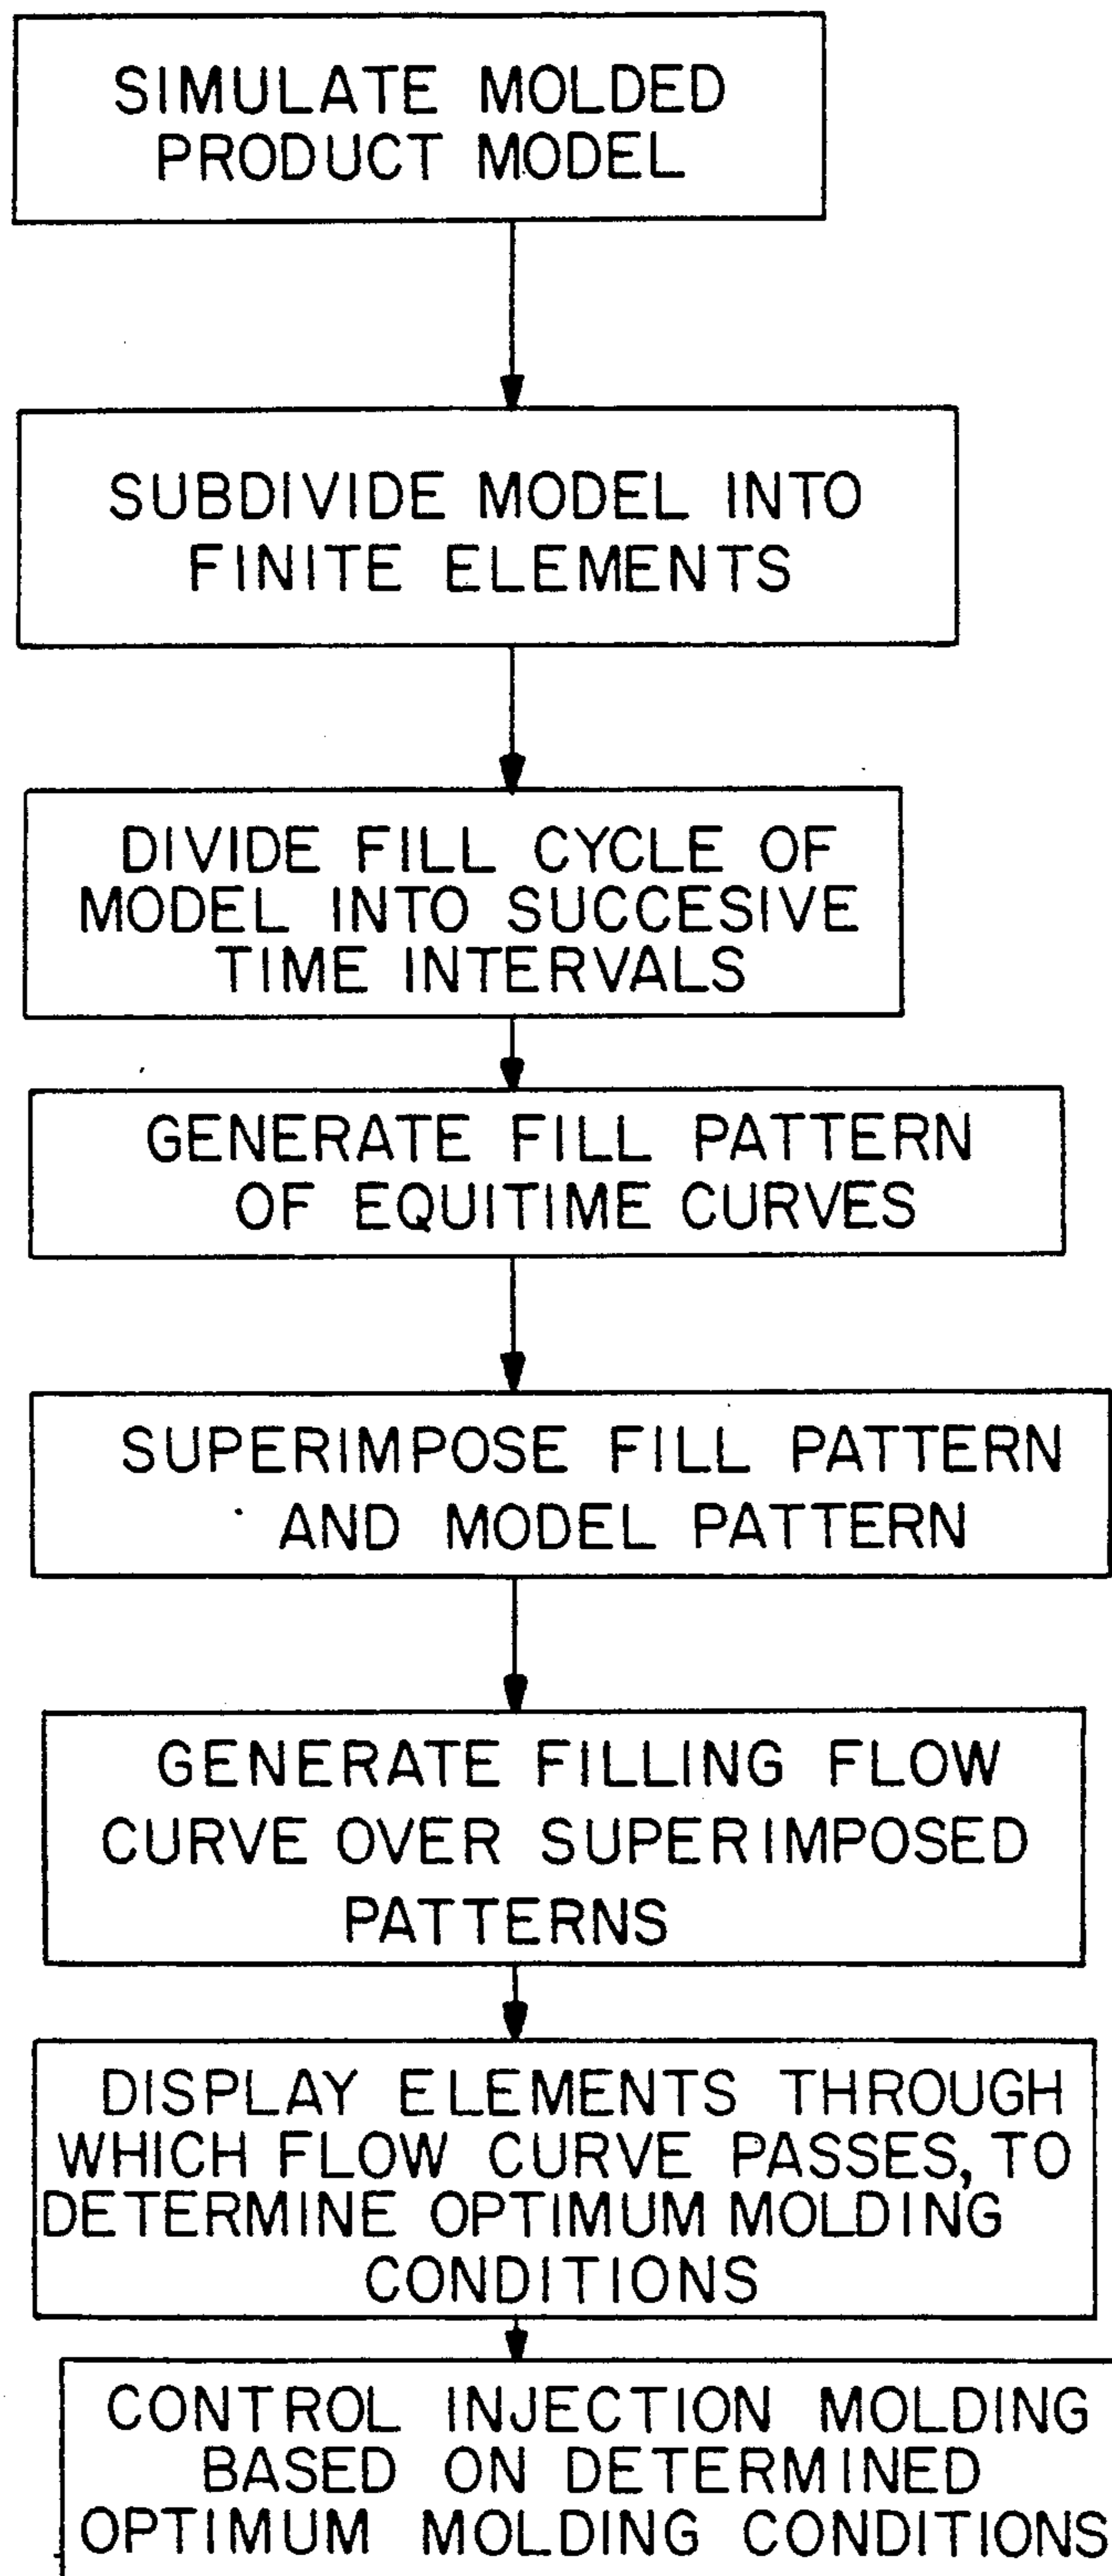 SIMULATE MOLDED
PRODUCT MODEL
SUBDIVIDE MODEL INTO
FINITE ELEMENTS
DIVIDE FILL CYCLE OF
MODEL INTO SUCCESIVE
TIME INTERVALS
GENERATE FILL PATTERN
OF EQUITIME CURVES
SUPERIMPOSE FILL PATTERN
AND MODEL PATTERN
GENERATE FILLING FLOW
CURVE OVER SUPERIMPOSED
PATTERNS
DISPLAY ELEMENTS THROUGH
WHICH FLOW CURVE PASSES, TO
DETERMINE OPTIMUM MOLDING
CONDITIONS
CONTROL INJECTION MOLDING
BASED ON DETERMINED
OPTIMUM MOLDING CONDITIONS